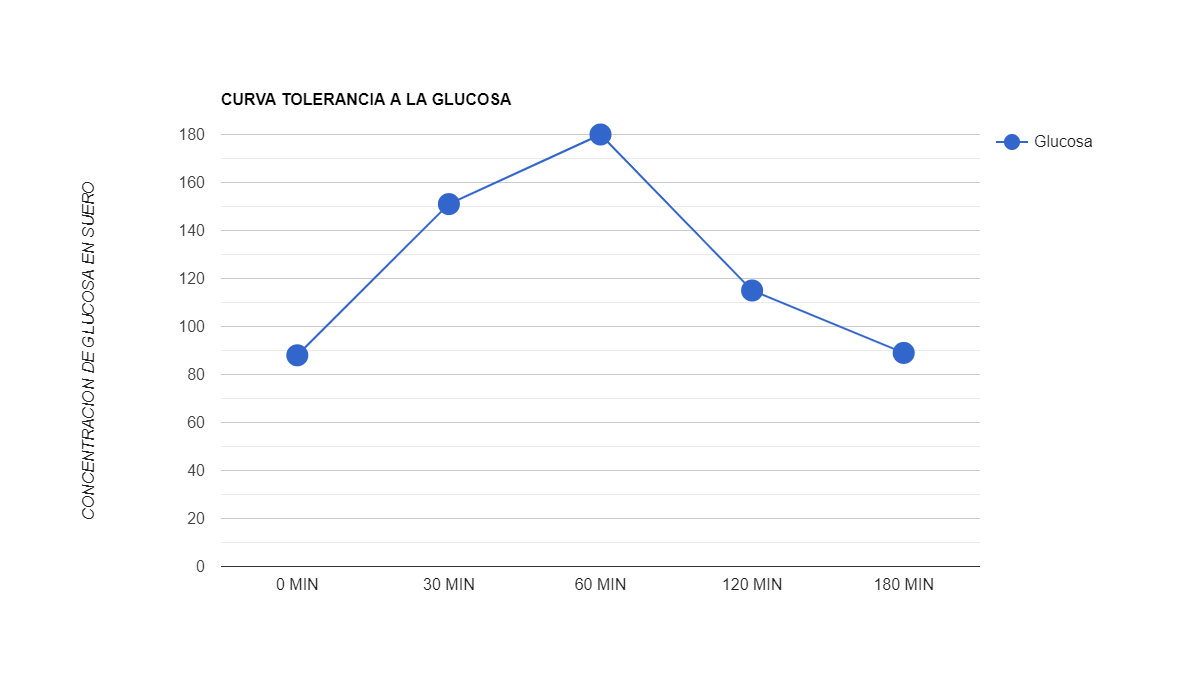 CURVA TOLERANCIA A LA GLUCOSA
Glucosa
CONCENTRACION DE GLUCOSA EN SUERO
180
160
140
120
100
80
60
40
20
0
0 MIN 30 MIN 60 MIN 120 MIN 180 MIN